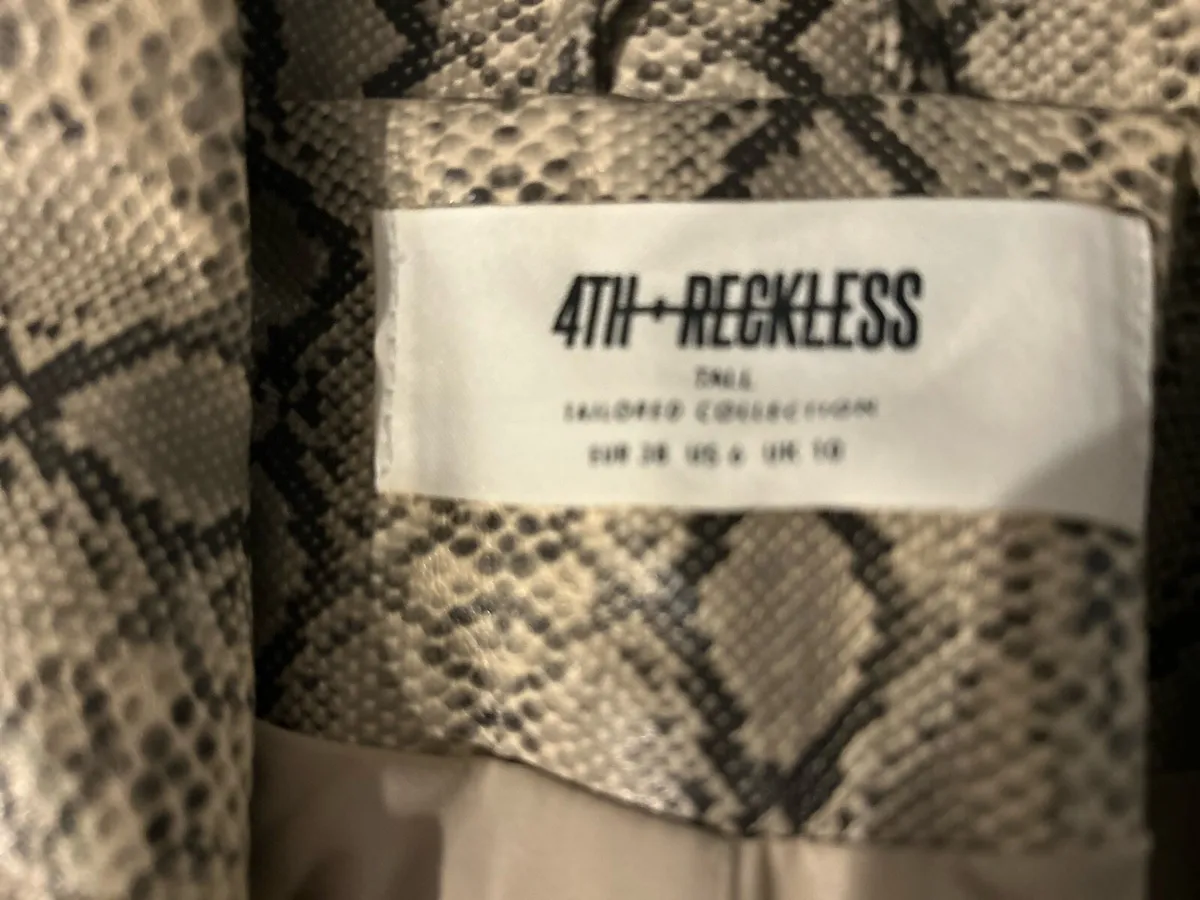 4TH+RECKLESS
TALL
TAILORED COLLECTION
EUR 38 US 6 UK 10